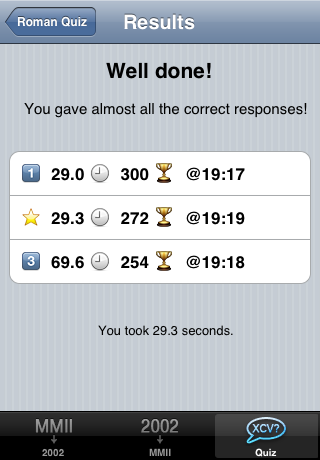 Roman Quiz
Results
Well done!
You gave almost all the correct responses!
1 29.0 300 @19:17
29.3 272 @19:19
3 69.6 254 @19:18
You took 29.3 seconds.
MMII 2002 XCV?
2002 MMII Quiz